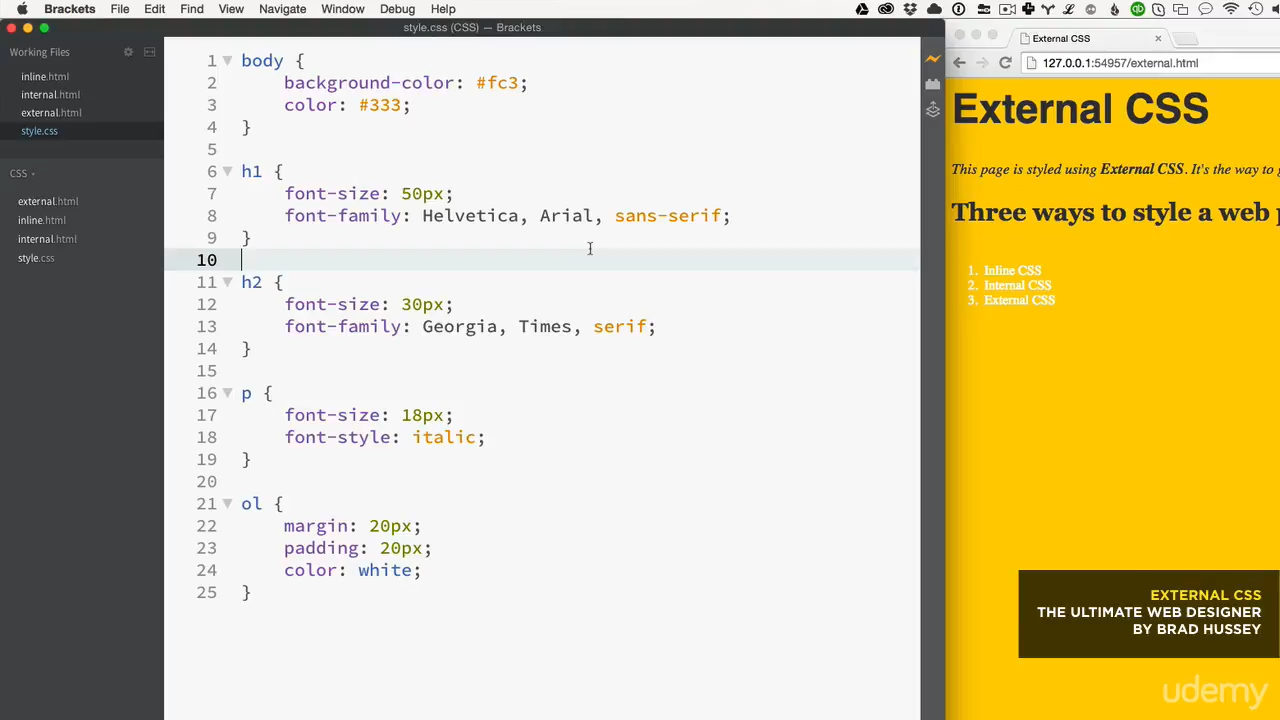 Brackets File Edit Find View Navigate Window Debug Help
style.css (CSS) — Brackets
Working Files
inline.html
internal.html
external.html
style.css
CSS
external.html
inline.html
internal.html
style.css
1 body {
2 background-color: #fc3;
3 color: #333;
4 }
5
6 h1 {
7 font-size: 50px;
8 font-family: Helvetica, Arial, sans-serif;
9 }
10
11 h2 {
12 font-size: 30px;
13 font-family: Georgia, Times, serif;
14 }
15
16 p {
17 font-size: 18px;
18 font-style: italic;
19 }
20
21 ol {
22 margin: 20px;
23 padding: 20px;
24 color: white;
25 }
External CSS
127.0.0.1:54957/external.html
External CSS
This page is styled using External CSS. It's the way to g
Three ways to style a web p
1. Inline CSS
2. Internal CSS
3. External CSS
EXTERNAL CSS
THE ULTIMATE WEB DESIGNER
BY BRAD HUSSEY
udemy